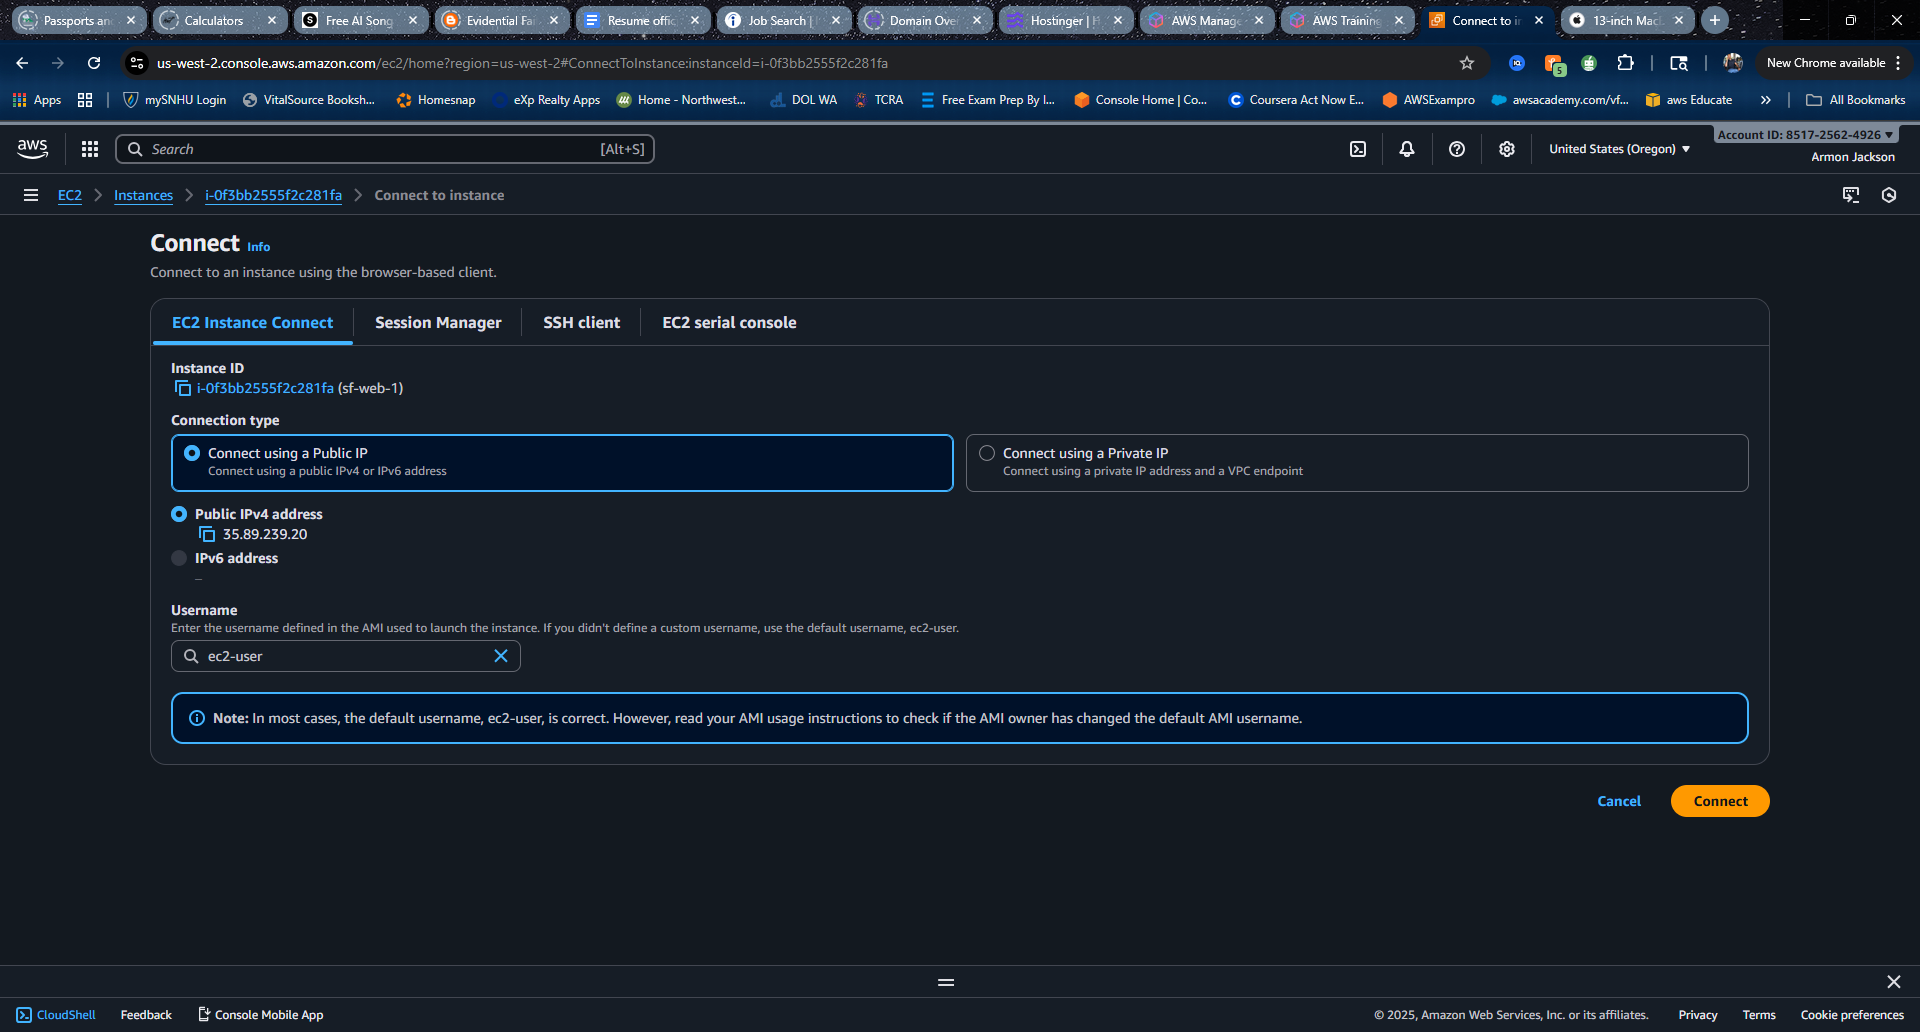 Passports an
Calculators
Free AI Song
Evidential Fai
Resume offic
Job Search |
Domain Over
Hostinger | H
AWS Manage
AWS Training
Connect to in
13-inch Mac
us-west-2.console.aws.amazon.com/ec2/home?region=us-west-2#ConnectToInstance:instanceId=i-0f3bb2555f2c281fa
5
New Chrome available
Apps
mySNHU Login
VitalSource Booksh...
Homesnap
eXp Realty Apps
Home - Northwest...
DOL WA
TCRA
Free Exam Prep By I...
Console Home | Co...
Coursera Act Now E...
AWSExampro
awsacademy.com/vf...
aws Educate
All Bookmarks
aws
Search
[Alt+S]
United States (Oregon)
Account ID: 8517-2562-4926
Armon Jackson
EC2
Instances
i-0f3bb2555f2c281fa
Connect to instance
Connect Info
Connect to an instance using the browser-based client.
EC2 Instance Connect
Session Manager
SSH client
EC2 serial console
Instance ID
i-0f3bb2555f2c281fa (sf-web-1)
Connection type
Connect using a Public IP
Connect using a public IPv4 or IPv6 address
Connect using a Private IP
Connect using a private IP address and a VPC endpoint
Public IPv4 address
35.89.239.20
IPv6 address
–
Username
Enter the username defined in the AMI used to launch the instance. If you didn't define a custom username, use the default username, ec2-user.
ec2-user
Note: In most cases, the default username, ec2-user, is correct. However, read your AMI usage instructions to check if the AMI owner has changed the default AMI username.
Cancel
Connect
CloudShell
Feedback
Console Mobile App
© 2025, Amazon Web Services, Inc. or its affiliates.
Privacy
Terms
Cookie preferences